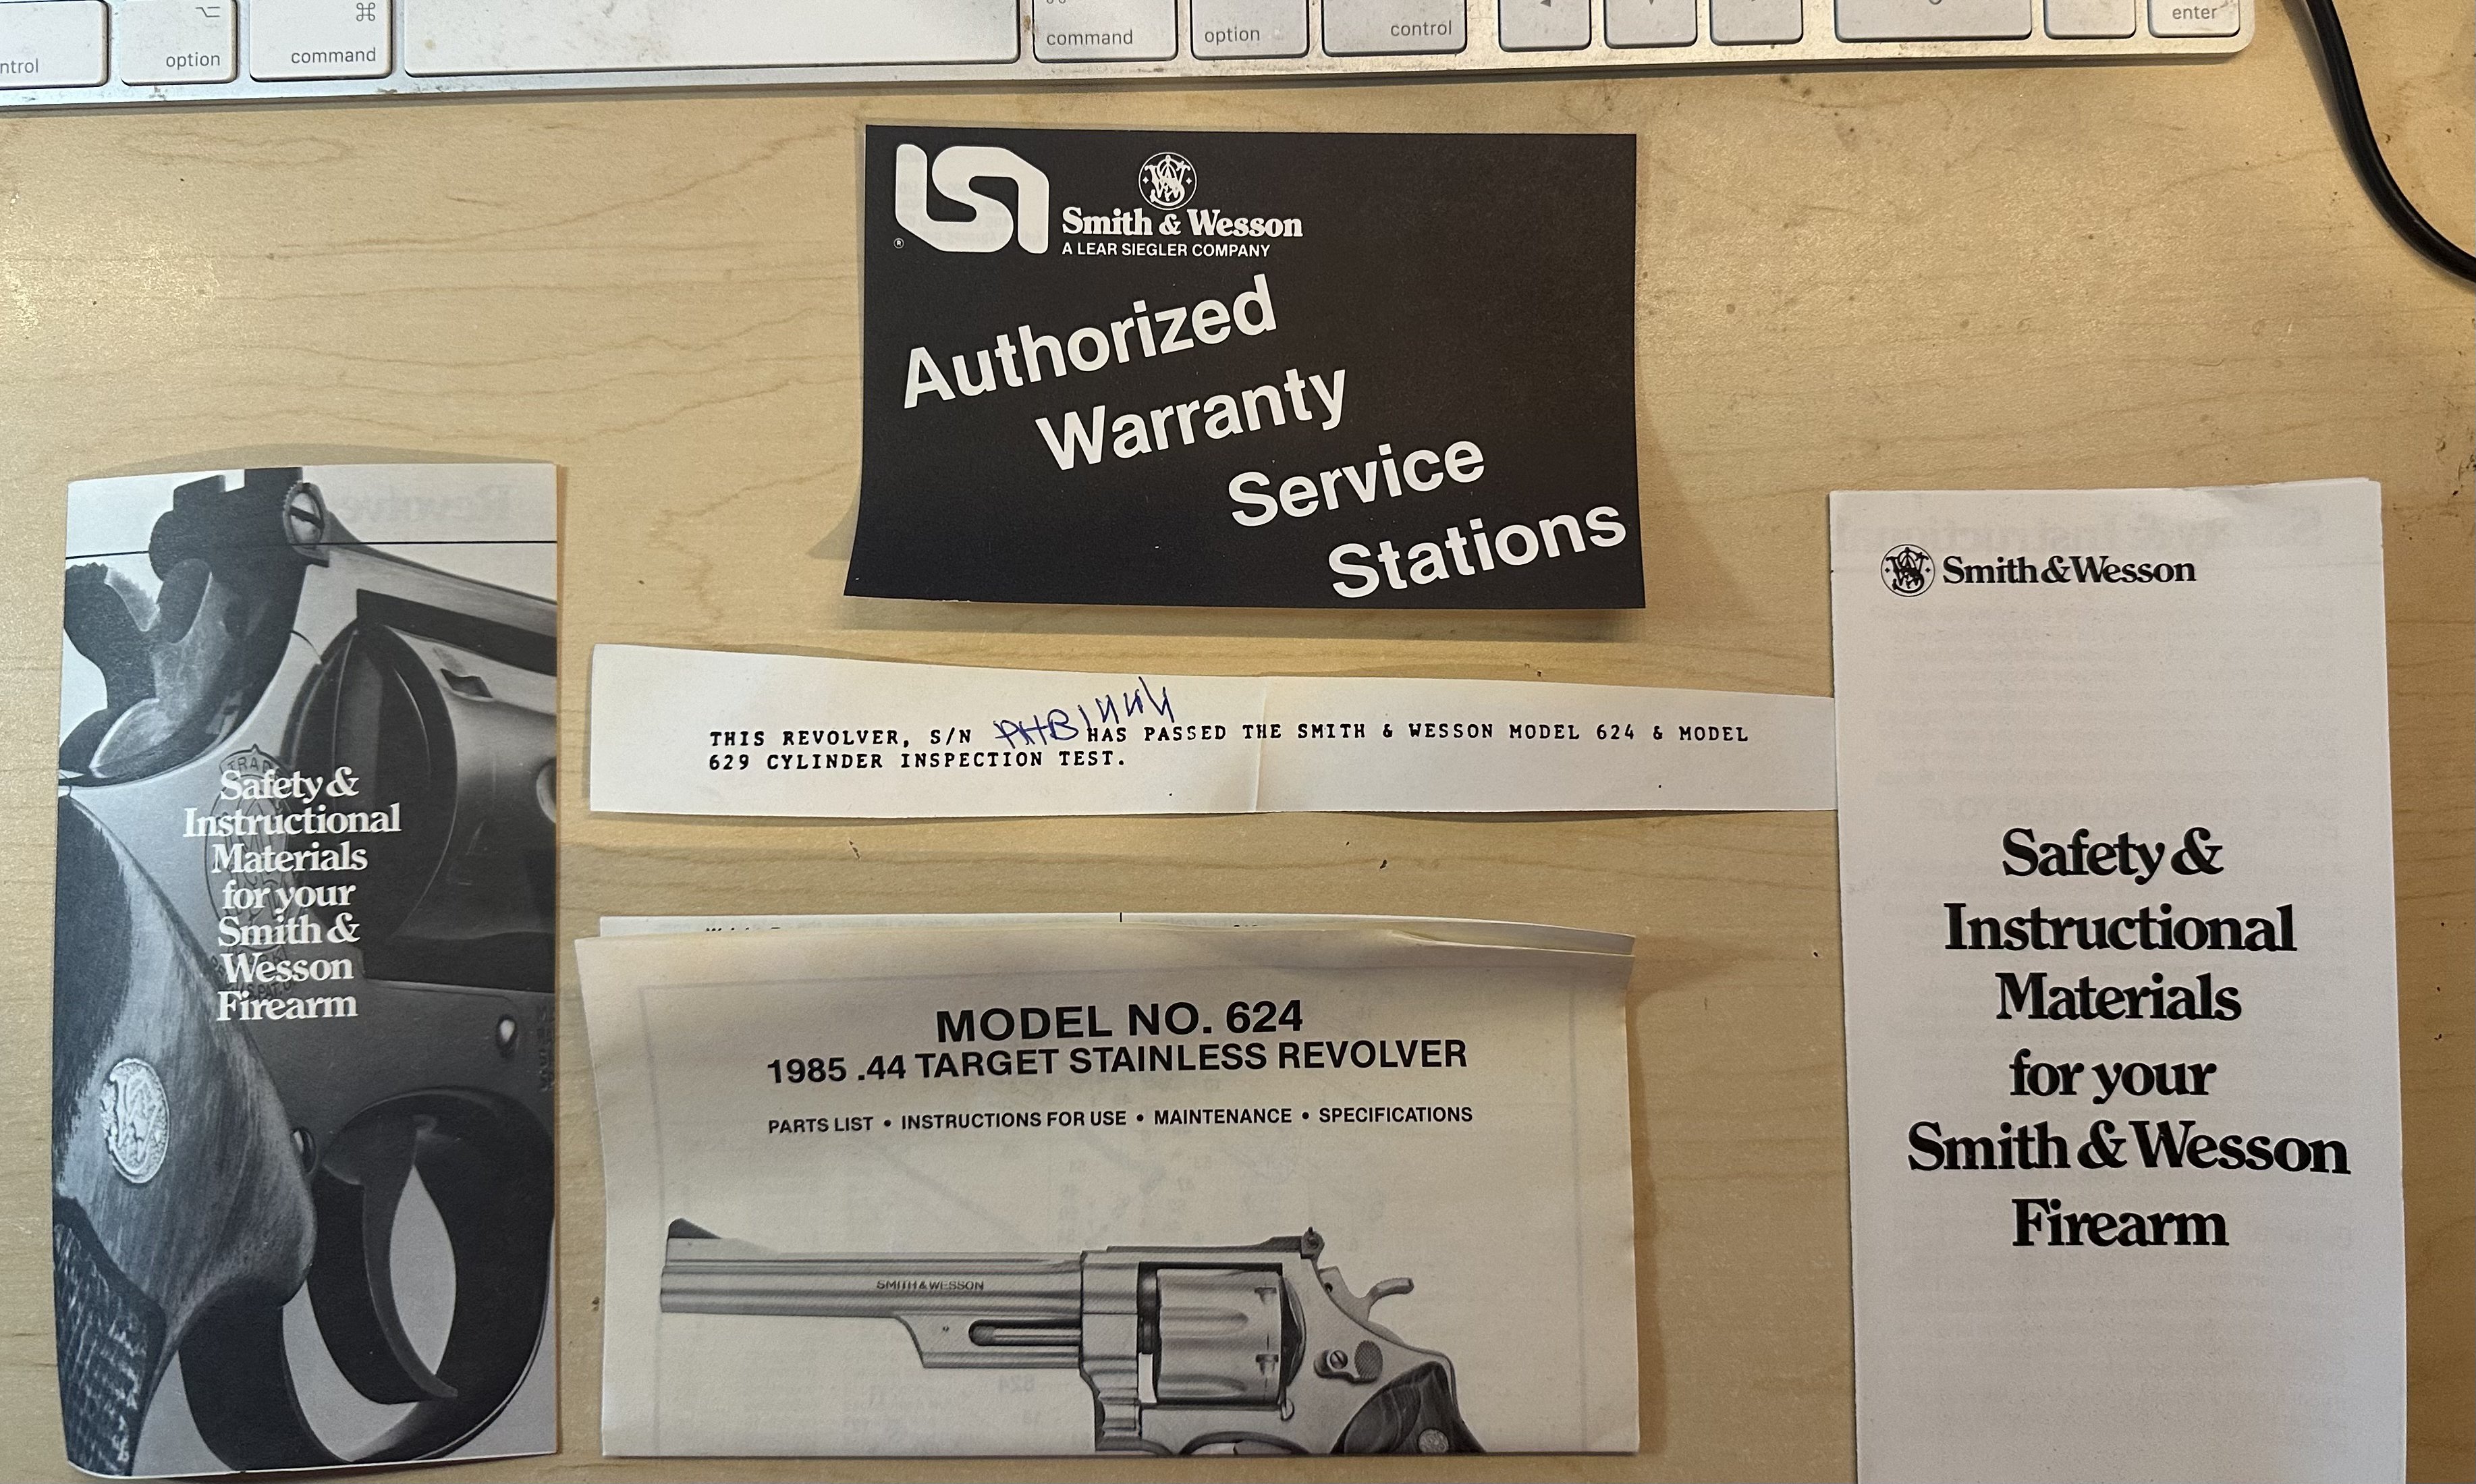 option
command
command
option
control
enter
Smith & Wesson
A LEAR SIEGLER COMPANY
Authorized
Warranty
Service
Stations
Safety &
Instructional
Materials
for your
Smith &
Wesson
Firearm
THIS REVOLVER, S/N HAS PASSED THE SMITH & WESSON MODEL 624 & MODEL
629 CYLINDER INSPECTION TEST.
MODEL NO. 624
1985 .44 TARGET STAINLESS REVOLVER
PARTS LIST • INSTRUCTIONS FOR USE • MAINTENANCE • SPECIFICATIONS
SMITH & WESSON
Smith & Wesson
Safety &
Instructional
Materials
for your
Smith & Wesson
Firearm